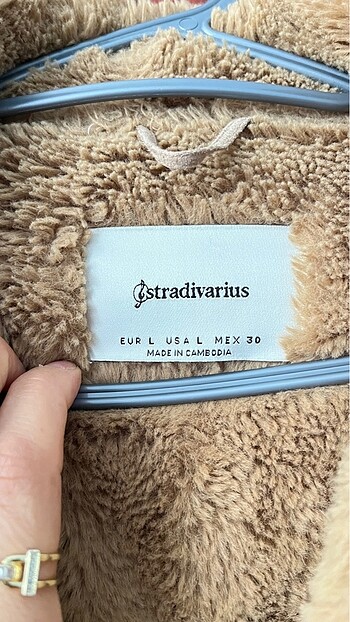 stradivarius
EUR L USA L MEX 30
MADE IN CAMBODIA